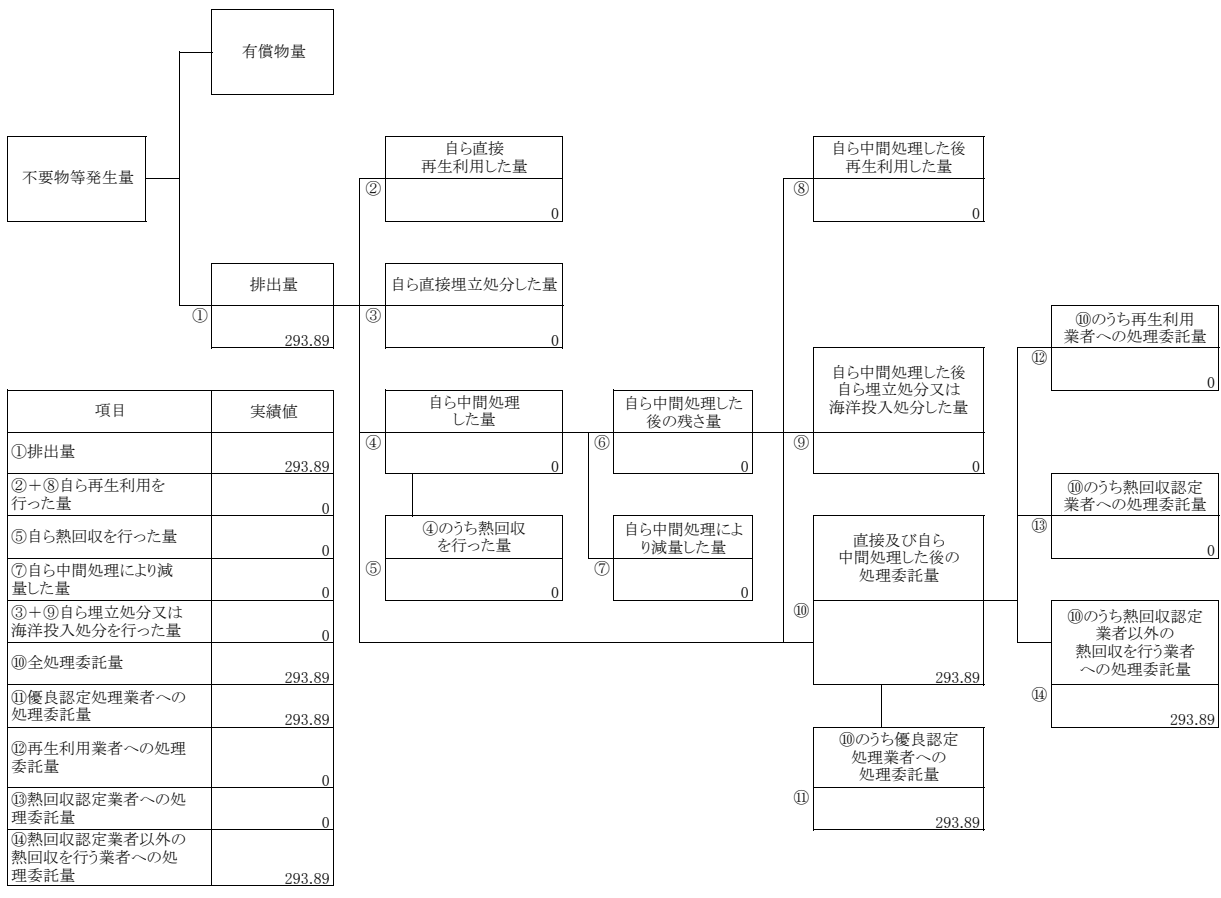 有償物量
不要物等発生量
排出量
①
293.89
自ら直接
再生利用した量
②
0
自ら直接埋立処分した量
③
0
自ら中間処理
した量
④
0
④のうち熱回収
を行った量
⑤
0
自ら中間処理した
後の残さ量
⑥
0
自ら中間処理によ
り減量した量
⑦
0
自ら中間処理した後
再生利用した量
⑧
0
自ら中間処理した後
自ら埋立処分又は
海洋投入処分した量
⑨
0
直接及び自ら
中間処理した後の
処理委託量
⑩
293.89
⑩のうち優良認定
処理業者への
処理委託量
⑪
293.89
⑩のうち再生利用
業者への処理委託量
⑫
0
⑩のうち熱回収認定
業者への処理委託量
⑬
0
⑩のうち熱回収認定
業者以外の
熱回収を行う業者
への処理委託量
⑭
293.89
項目 実績値
①排出量
293.89
②＋⑧自ら再生利用を
行った量
0
⑤自ら熱回収を行った量
0
⑦自ら中間処理により減
量した量
0
③＋⑨自ら埋立処分又は
海洋投入処分を行った量
0
⑩全処理委託量
293.89
⑪優良認定処理業者への
処理委託量
293.89
⑫再生利用業者への処理
委託量
0
⑬熱回収認定業者への処
理委託量
0
⑭熱回収認定業者以外の
熱回収を行う業者への処
理委託量
293.89